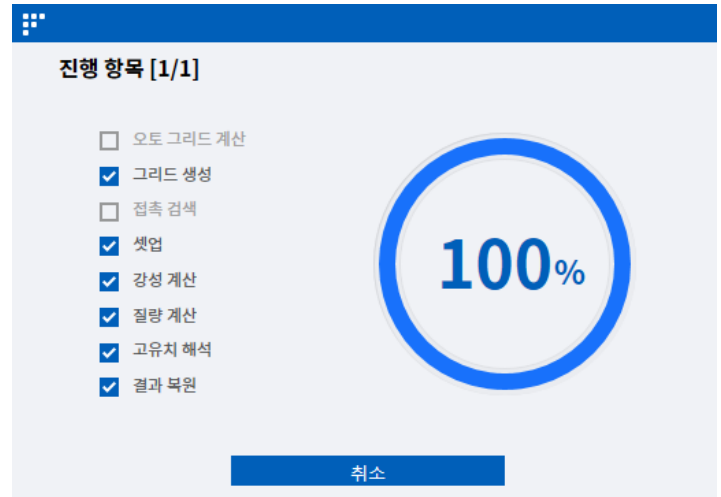 진행 항목 [1/1]
오토 그리드 계산
그리드 생성
접촉 검색
셋업
강성 계산
질량 계산
고유치 해석
결과 복원
100%
취소